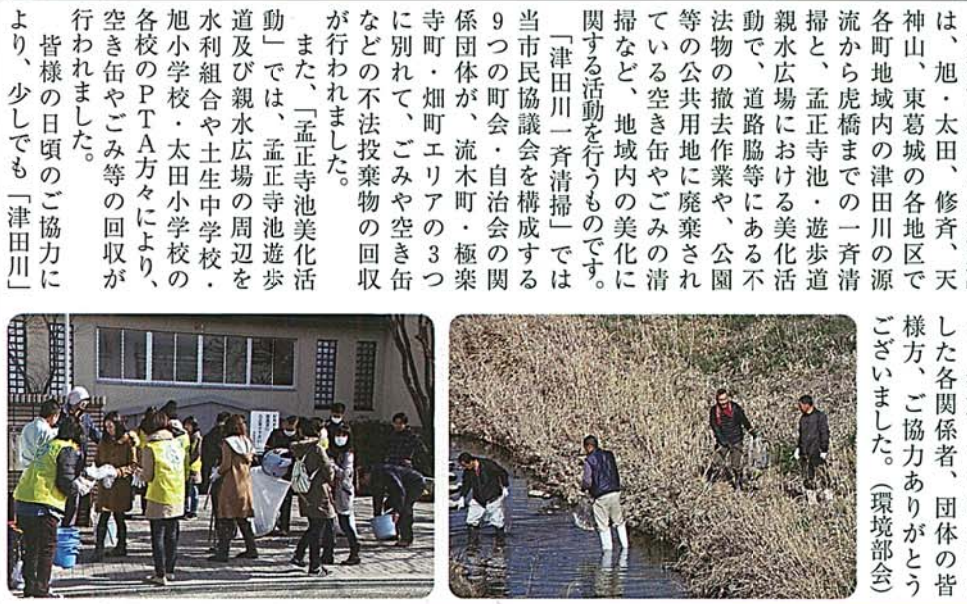 は、旭・太田、修斉、天
神山、東葛城の各地区で
各町地域内の津田川の源
流から虎橋までの一斉清
掃と、孟正寺池・遊歩道
親水広場における美化活
動で、道路脇等にある不
法物の撤去作業や、公園
等の公共用地に廃棄され
ている空き缶やごみの清
掃など、地域内の美化に
関する活動を行うものです。
「津田川一斉清掃」では
当市民協議会を構成する
9つの町会・自治会の関
係団体が、流木町・極楽
寺町・畑町エリアの3つ
に別れて、ごみや空き缶
などの不法投棄物の回収
が行われました。
また、「孟正寺池美化活
動」では、孟正寺池遊歩
道及び親水広場の周辺を
水利組合や土生中学校・
旭小学校・太田小学校の
各校のPTA方々により、
空き缶やごみ等の回収が
行われました。
皆様の日頃のご協力に
より、少しでも「津田川」
した各関係者、団体の皆
様方、ご協力ありがとう
ございました。(環境部会)